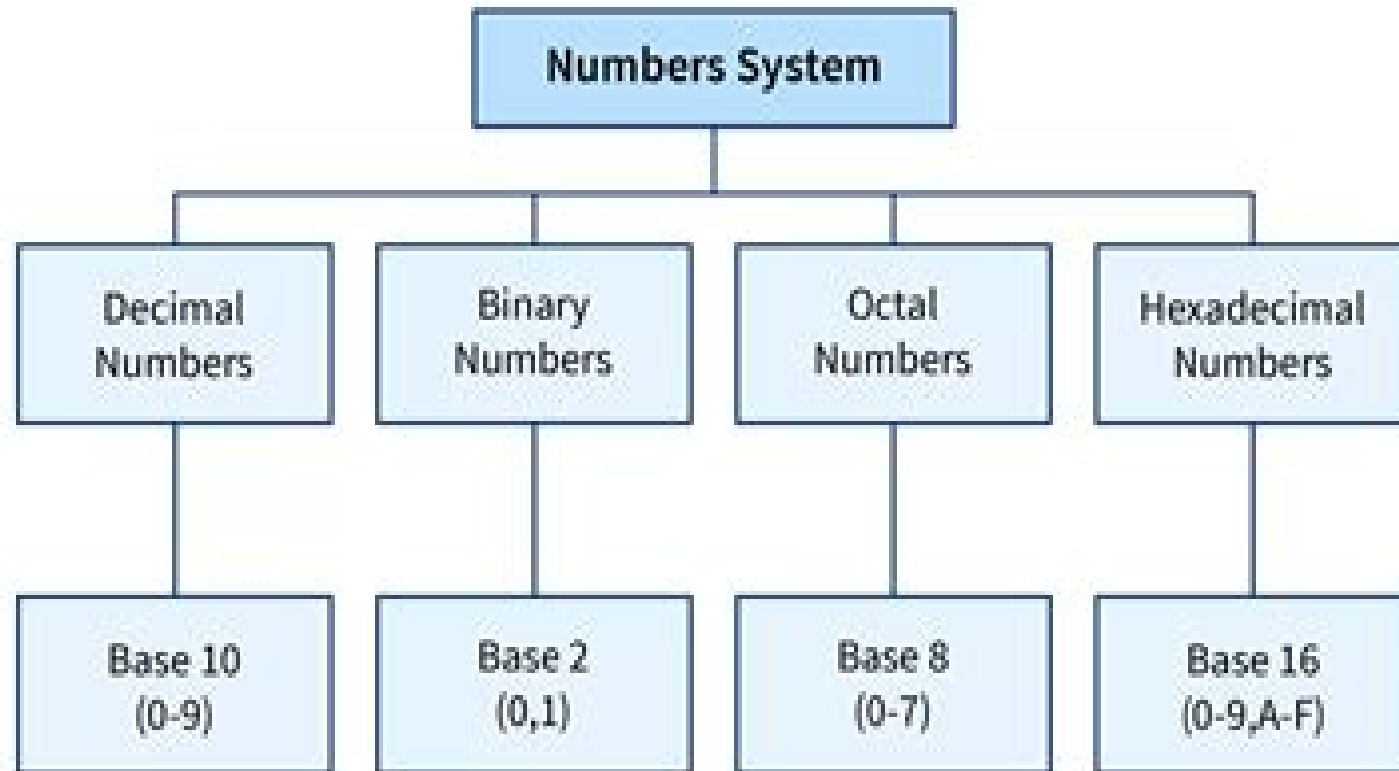 Numbers System
Decimal
Numbers
Binary
Numbers
Octal
Numbers
Hexadecimal
Numbers
Base 10
(0-9)
Base 2
(0,1)
Base 8
(0-7)
Base 16
(0-9,A-F)